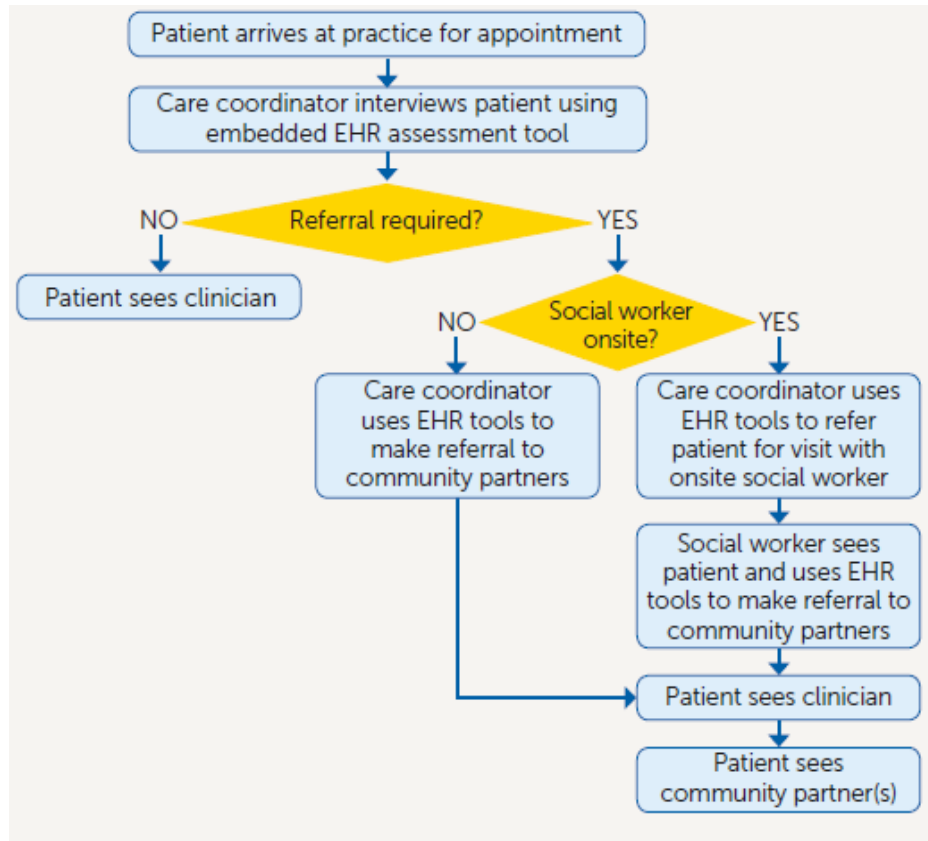 Patient arrives at practice for appointment
Care coordinator interviews patient using
embedded EHR assessment tool
NO
Referral required?
YES
Patient sees clinician
NO
Social worker
onsite?
YES
Care coordinator
uses EHR tools to
make referral to
community partners
Care coordinator uses
EHR tools to refer
patient for visit with
onsite social worker
Social worker sees
patient and uses EHR
tools to make referral to
community partners
Patient sees clinician
Patient sees
community partner(s)